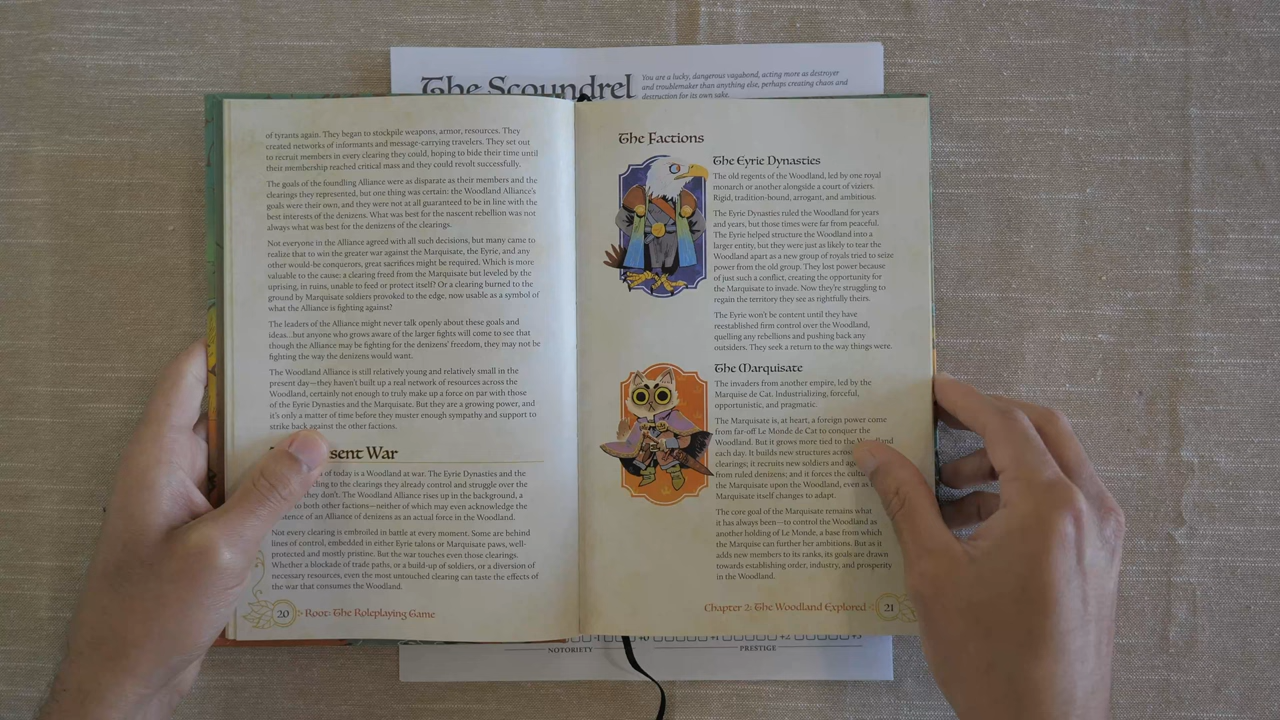 The Scoundrel
You are a lucky, dangerous vagabond, acting more as destroyer
and troublemaker than anything else, perhaps creating chaos and
destruction for its own sake.
of tyrants again. They began to stockpile weapons, armor, resources. They
created networks of informants and message-carrying travelers. They set out
to recruit members in every clearing they could, hoping to bide their time until
their membership reached critical mass and they could revolt successfully.
The goals of the foundling Alliance were as disparate as their members and the
clearings they represented, but one thing was certain: the Woodland Alliance's
goals were their own, and they were not at all guaranteed to be in line with the
best interests of the denizens. What was best for the nascent rebellion was not
always what was best for the denizens of the clearings.
Not everyone in the Alliance agreed with all such decisions, but many came to
realize that to win the greater war against the Marquisate, the Eyrie, and any
other would-be conquerors, great sacrifices might be required. Which is more
valuable to the cause: a clearing freed from the Marquisate but leveled by the
uprising, in ruins, unable to feed or protect itself? Or a clearing burned to the
ground by Marquisate soldiers provoked to the edge, now usable as a symbol of
what the Alliance is fighting against?
The leaders of the Alliance might never talk openly about these goals and
ideas...but anyone who grows aware of the larger fights will come to see that
though the Alliance may be fighting for the denizens' freedom, they may not be
fighting the way the denizens would want.
The Woodland Alliance is still relatively young and relatively small in the
present day—they haven't built up a real network of resources across the
Woodland, certainly not enough to truly make up a force on par with those
of the Eyrie Dynasties and the Marquisate. But they are a growing power, and
it's only a matter of time before they muster enough sympathy and support to
strike back against the other factions.
sent War
of today is a Woodland at war. The Eyrie Dynasties and the
cling to the clearings they already control and struggle over the
they don't. The Woodland Alliance rises up in the background, a
to both other factions—neither of which may even acknowledge the
tence of an Alliance of denizens as an actual force in the Woodland.
Not every clearing is embroiled in battle at every moment. Some are behind
lines of control, embedded in either Eyrie talons or Marquisate paws, well-
protected and mostly pristine. But the war touches even those clearings.
Whether a blockade of trade paths, or a build-up of soldiers, or a diversion of
necessary resources, even the most untouched clearing can taste the effects of
the war that consumes the Woodland.
20 Root: The Roleplaying Game
The Factions
The Eyrie Dynasties
The old regents of the Woodland, led by one royal
monarch or another alongside a court of viziers.
Rigid, tradition-bound, arrogant, and ambitious.
The Eyrie Dynasties ruled the Woodland for years
and years, but those times were far from peaceful.
The Eyrie helped structure the Woodland into a
larger entity, but they were just as likely to tear the
Woodland apart as a new group of royals tried to seize
power from the old group. They lost power because
of just such a conflict, creating the opportunity for
the Marquisate to invade. Now they're struggling to
regain the territory they see as rightfully theirs.
The Eyrie won't be content until they have
reestablished firm control over the Woodland,
quelling any rebellions and pushing back any
outsiders. They seek a return to the way things were.
The Marquisate
The invaders from another empire, led by the
Marquise de Cat. Industrializing, forceful,
opportunistic, and pragmatic.
The Marquisate is, at heart, a foreign power come
from far-off Le Monde de Cat to conquer the
Woodland. But it grows more tied to the Woodland
each day. It builds new structures across
clearings; it recruits new soldiers and
from ruled denizens; and it forces the
the Marquisate upon the Woodland, even as
Marquisate itself changes to adapt.
The core goal of the Marquisate remains what
it has always been—to control the Woodland as
another holding of Le Monde, a base from which
the Marquise can further her ambitions. But as it
adds new members to its ranks, its goals are drawn
towards establishing order, industry, and prosperity
in the Woodland.
Chapter 2: The Woodland Explored 21
-1 +0 +1 +2 +3
NOTORIETY PRESTIGE